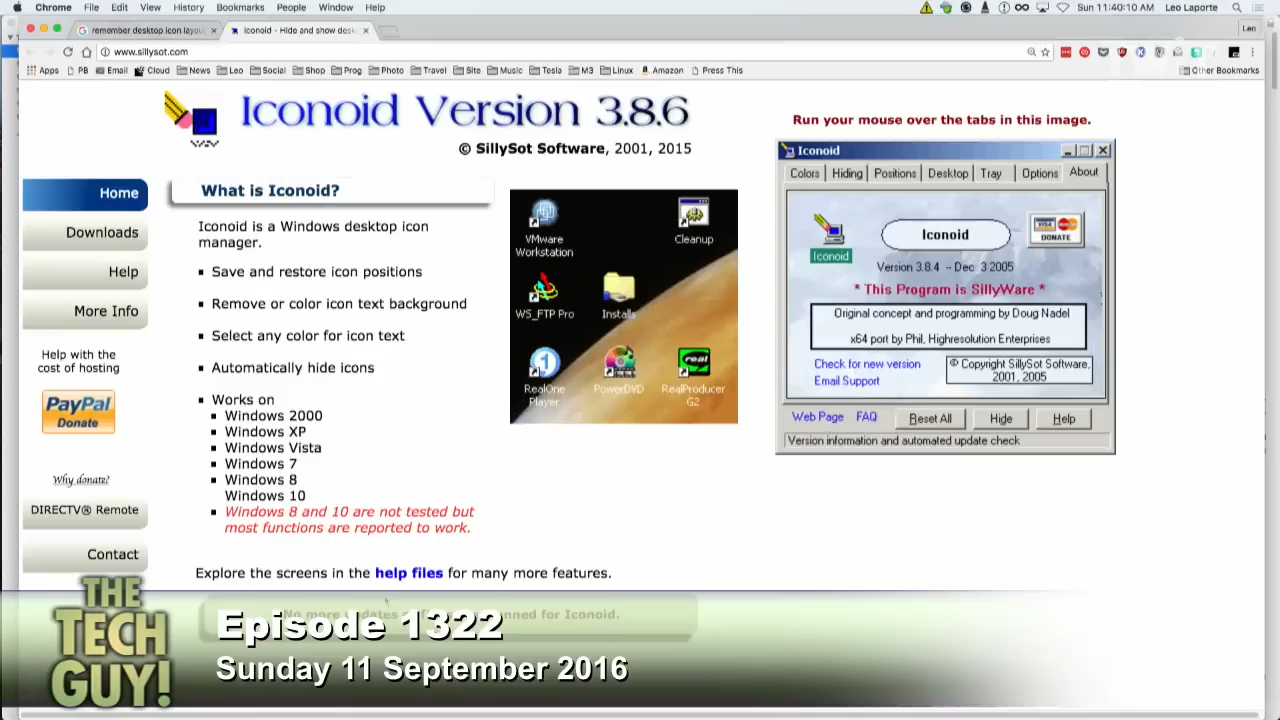 Chrome File Edit View History Bookmarks People Window Help
Sun 11:40:10 AM Leo Laporte
remember desktop icon layou
Iconoid - Hide and show des
Leo
www.sillysot.com
Apps PB Email Cloud News Leo Social Shop Prog Photo Travel Site Music Tesla M3 Linux Amazon Press This Other Bookmarks
Iconoid Version 3.8.6
© SillySot Software, 2001, 2015
Home
Downloads
Help
More Info
Help with the
cost of hosting
PayPal
Donate
Why donate?
DIRECTV® Remote
Contact
What is Iconoid?
Iconoid is a Windows desktop icon
manager.
Save and restore icon positions
Remove or color icon text background
Select any color for icon text
Automatically hide icons
Works on
Windows 2000
Windows XP
Windows Vista
Windows 7
Windows 8
Windows 10
Windows 8 and 10 are not tested but
most functions are reported to work.
Explore the screens in the help files for many more features.
VMware
Workstation
Cleanup
WS_FTP Pro
Installs
RealOne
Player
PowerDVD
real
RealProducer
G2
Run your mouse over the tabs in this image.
Iconoid
Colors Hiding Positions Desktop Tray Options About
Iconoid
Iconoid
VISA
DONATE
Version 3.8.4 -- Dec 3 2005
* This Program is SillyWare *
Original concept and programming by Doug Nadel
x64 port by Phil, Highresolution Enterprises
Check for new version
Email Support
© Copyright SillySot Software,
2001, 2005
Web Page FAQ Reset All Hide Help
Version information and automated update check
THE
TECH
GUY!
Episode 1322
Sunday 11 September 2016